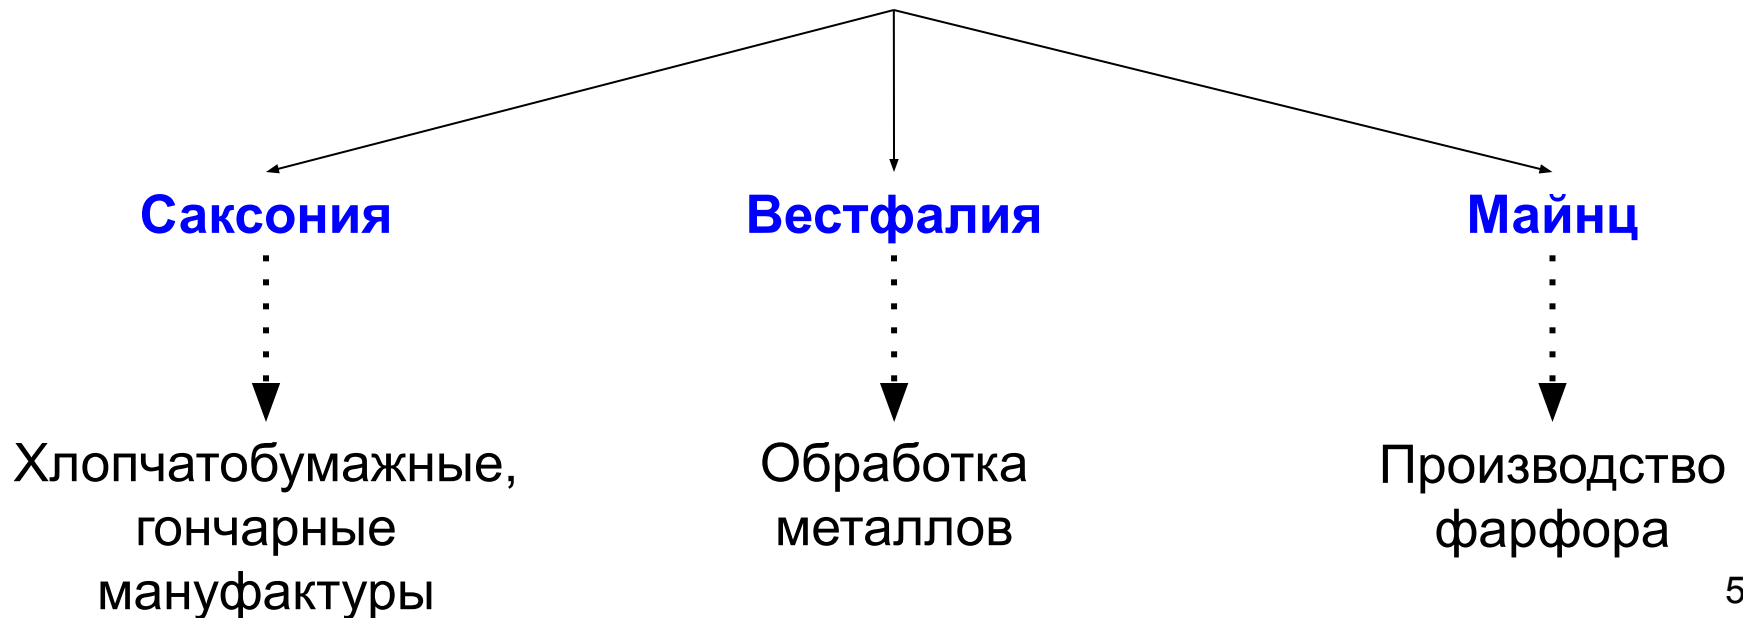 Саксония
Вестфалия
Майнц
Хлопчатобумажные,
гончарные
мануфактуры
Обработка
металлов
Производство
фарфора
5